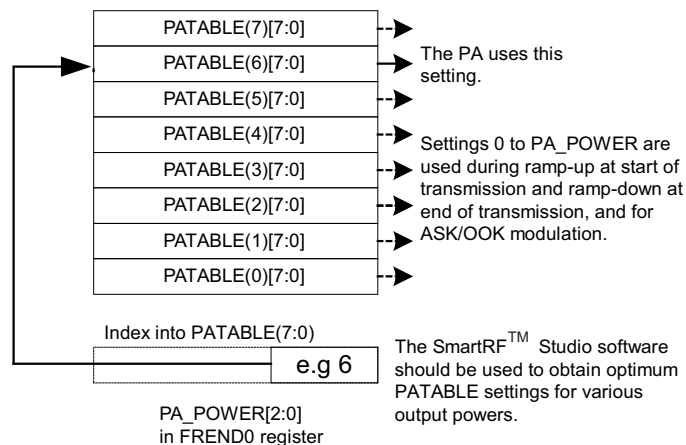 PATABLE(7)[7:0]
PATABLE(6)[7:0]
PATABLE(5)[7:0]
PATABLE(4)[7:0]
PATABLE(3)[7:0]
PATABLE(2)[7:0]
PATABLE(1)[7:0]
PATABLE(0)[7:0]
The PA uses this
setting.
Settings 0 to PA_POWER are
used during ramp-up at start of
transmission and ramp-down at
end of transmission, and for
ASK/OOK modulation.
Index into PATABLE(7:0)
e.g 6
PA_POWER[2:0]
in FREND0 register
The SmartRF™ Studio software
should be used to obtain optimum
PATABLE settings for various
output powers.